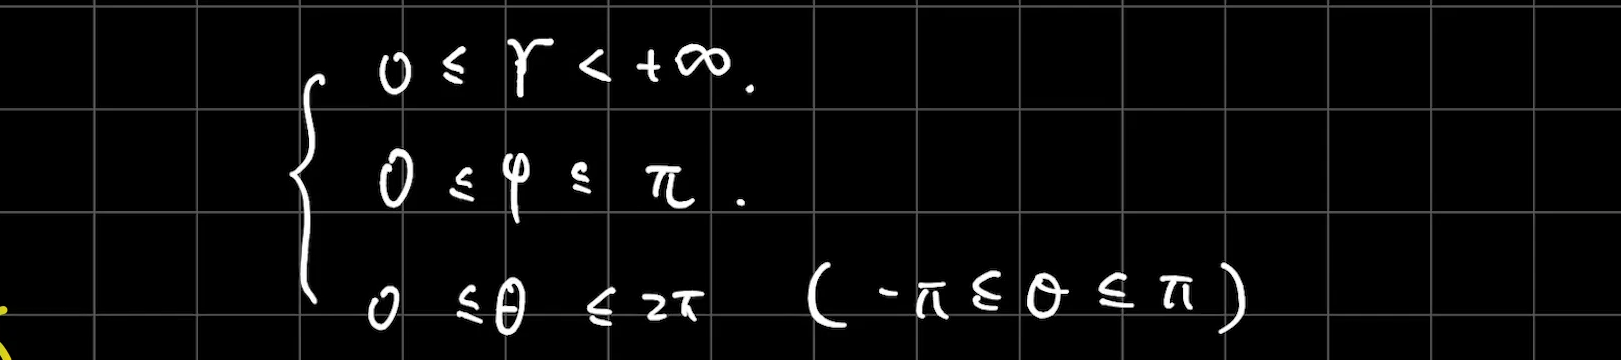 0 ≤ r < +∞.
0 ≤ φ ≤ π.
0 ≤ θ ≤ 2π (-π ≤ θ ≤ π)